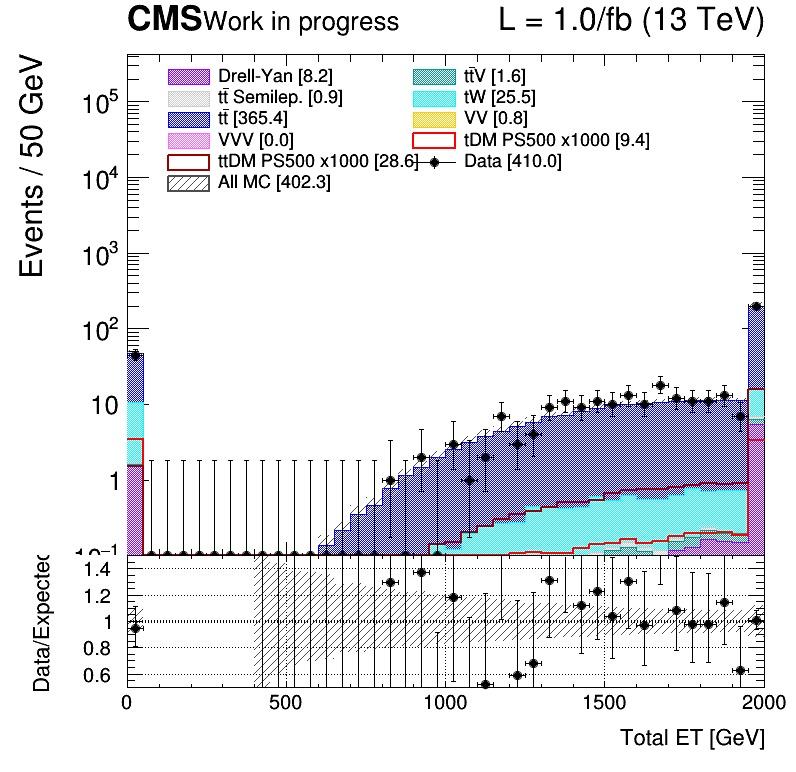 CMS Work in progress L = 1.0/fb (13 TeV)
Drell-Yan [8.2] tt̄V [1.6]
tt̄ Semilep. [0.9] tW [25.5]
tt̄ [365.4] VV [0.8]
VVV [0.0] tDM PS500 x1000 [9.4]
ttDM PS500 x1000 [28.6] Data [410.0]
All MC [402.3]
Events / 50 GeV
10⁵
10⁴
10³
10²
10
1
10⁻¹
Data/Expected
1.4
1.2
1
0.8
0.6
0 500 1000 1500 2000
Total ET [GeV]